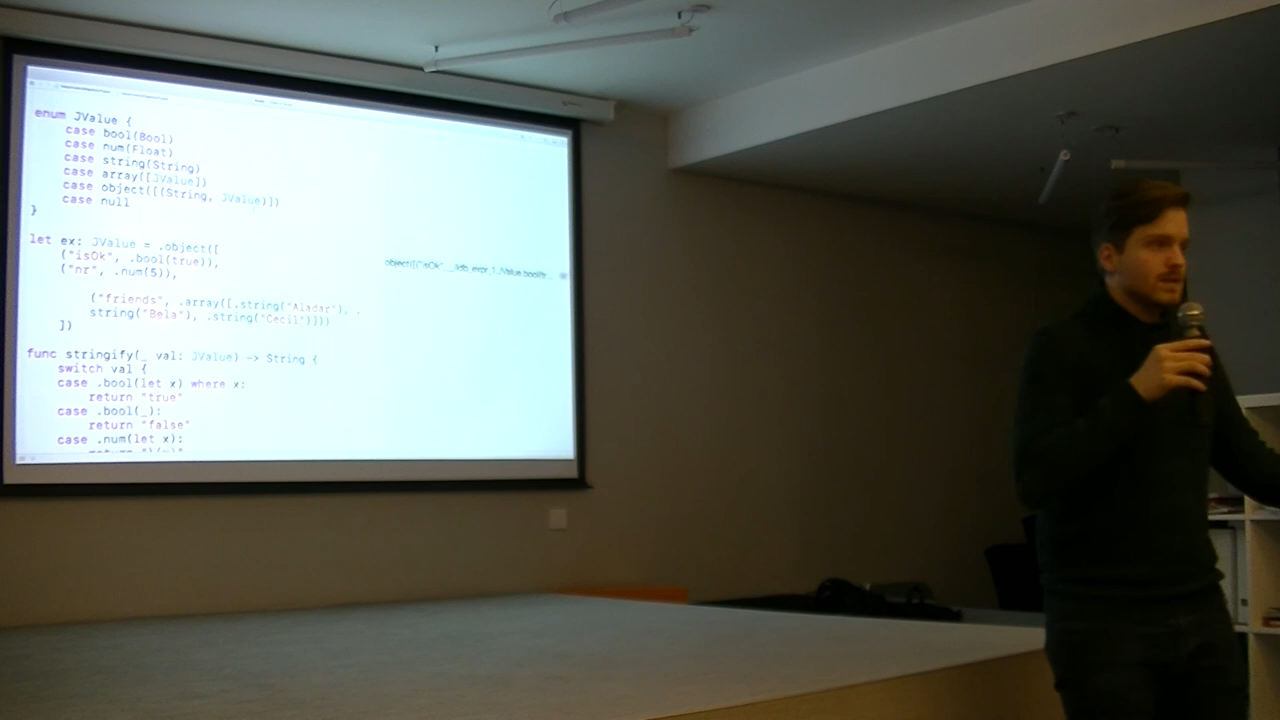 enum JValue {
case bool(Bool)
case num(Float)
case string(String)
case array([JValue])
case object([(String, JValue)])
case null
}
let ex: JValue = .object([
("isOk", .bool(true)),
("nr", .num(5)),
("friends", .array([.string("Aladar"), .
string("Bela"), .string("Cecil")]))
])
func stringify(_ val: JValue) -> String {
switch val {
case .bool(let x) where x:
return "true"
case .bool(_):
return "false"
case .num(let x):